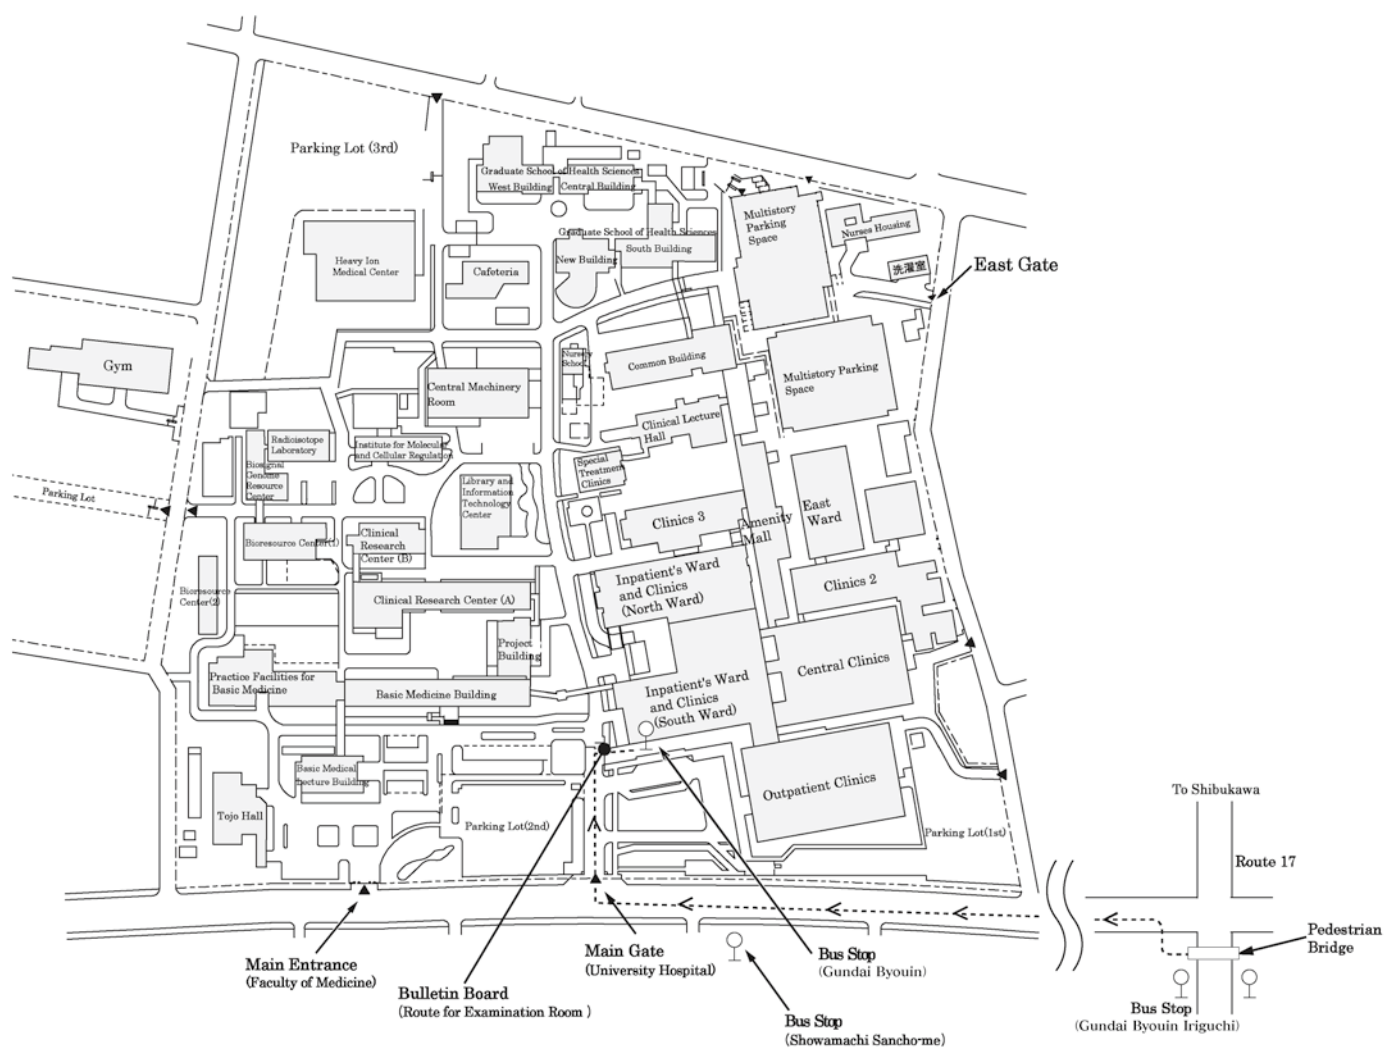 Parking Lot (3rd)
Graduate School of Health Sciences
West Building
Central Building
Multistory
Parking
Space
Nurses Housing
Graduate School of Health Sciences
South Building
New Building
Heavy Ion
Medical Center
Cafeteria
洗濯室
East Gate
Gym
Nursery
School
Common Building
Multistory Parking
Space
Central Machinery
Room
Clinical Lecture
Hall
Radioisotope
Laboratory
Institute for Molecular
and Cellular Regulation
Biosignal
Genome
Resource
Center
Special
Treatment
Clinics
Library and
Information
Technology
Center
Parking Lot
Clinics 3
Amenity
Mall
East
Ward
Bioresource Center(1)
Clinical
Research
Center (B)
Inpatient's Ward
and Clinics
(North Ward)
Clinics 2
Bioresource
Center(2)
Clinical Research Center (A)
Project
Building
Central Clinics
Practice Facilities for
Basic Medicine
Basic Medicine Building
Inpatient's Ward
and Clinics
(South Ward)
Basic Medical
Lecture Building
Outpatient Clinics
Tojo Hall
Parking Lot(2nd)
Parking Lot(1st)
To Shibukawa
Route 17
Pedestrian
Bridge
Main Entrance
(Faculty of Medicine)
Main Gate
(University Hospital)
Bus Stop
(Gundai Byouin)
Bulletin Board
(Route for Examination Room )
Bus Stop
(Showamachi Sancho-me)
Bus Stop
(Gundai Byouin Iriguchi)